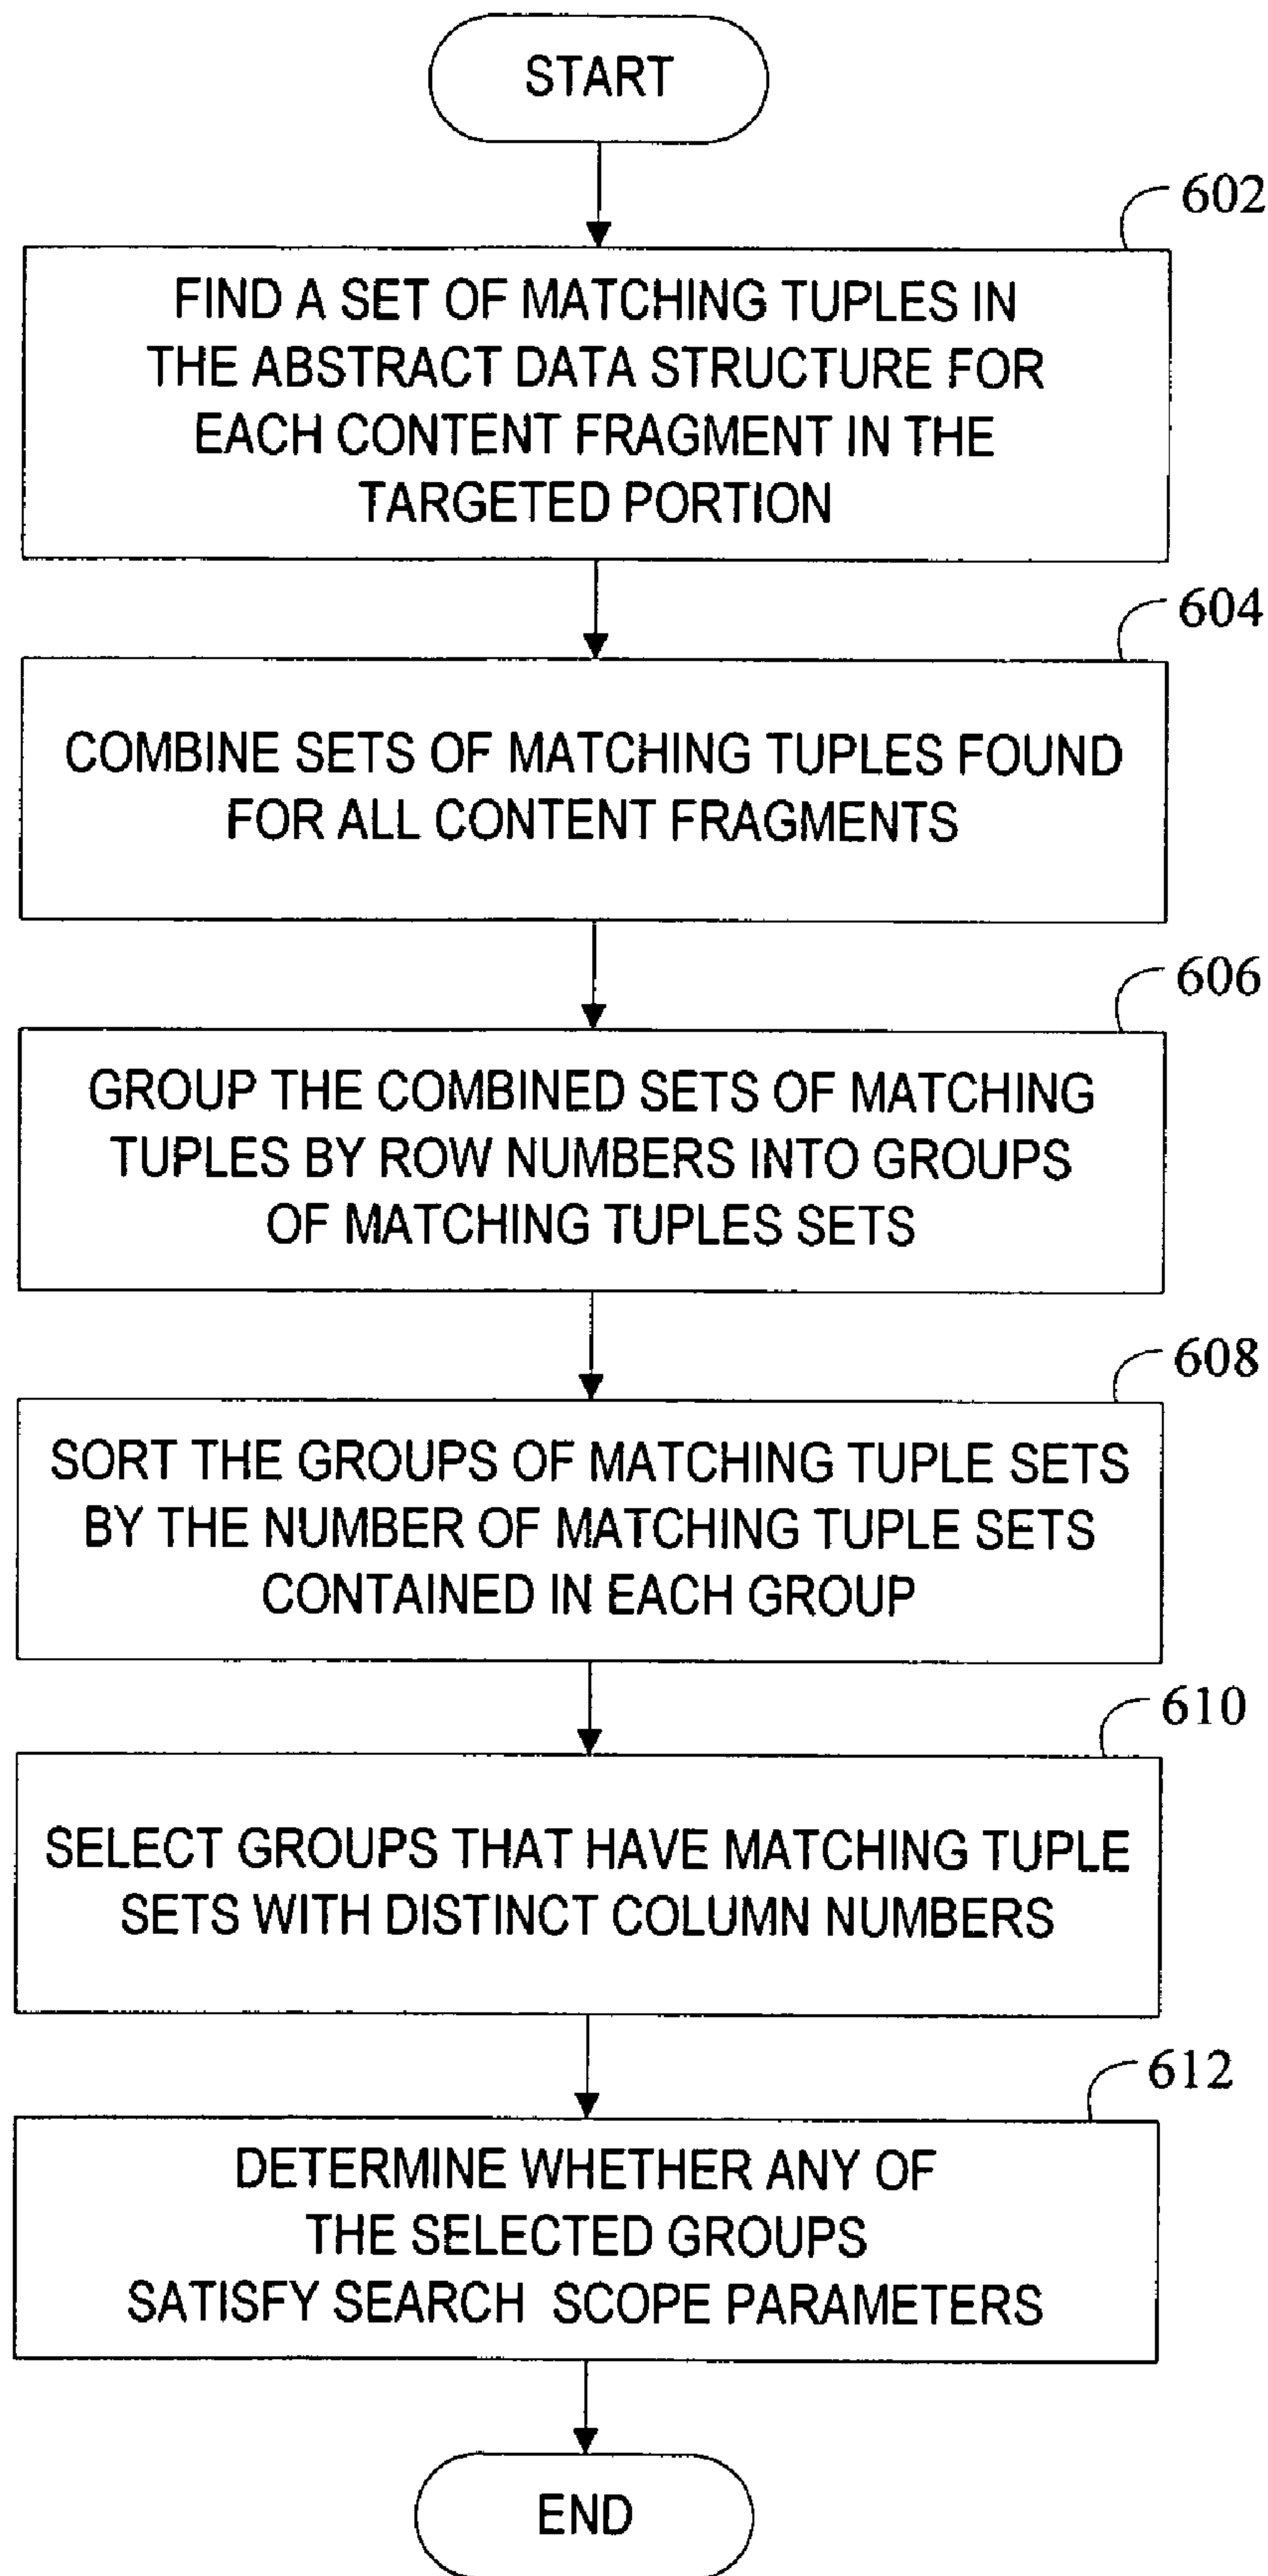 START
602
FIND A SET OF MATCHING TUPLES IN
THE ABSTRACT DATA STRUCTURE FOR
EACH CONTENT FRAGMENT IN THE
TARGETED PORTION
604
COMBINE SETS OF MATCHING TUPLES FOUND
FOR ALL CONTENT FRAGMENTS
606
GROUP THE COMBINED SETS OF MATCHING
TUPLES BY ROW NUMBERS INTO GROUPS
OF MATCHING TUPLES SETS
608
SORT THE GROUPS OF MATCHING TUPLE SETS
BY THE NUMBER OF MATCHING TUPLE SETS
CONTAINED IN EACH GROUP
610
SELECT GROUPS THAT HAVE MATCHING TUPLE
SETS WITH DISTINCT COLUMN NUMBERS
612
DETERMINE WHETHER ANY OF
THE SELECTED GROUPS
SATISFY SEARCH SCOPE PARAMETERS
END